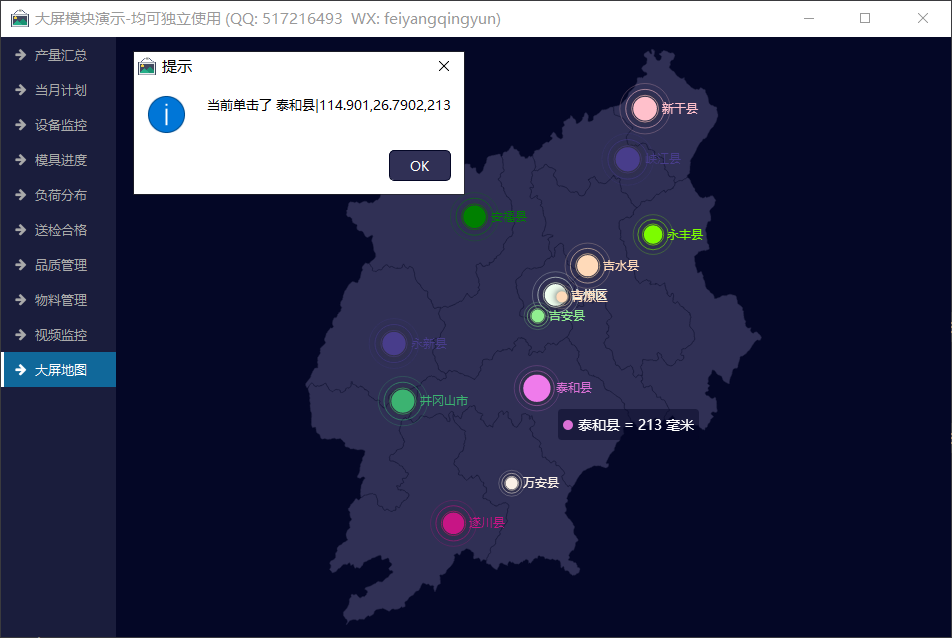 大屏模块演示-均可独立使用 (QQ: 517216493  WX: feiyangqingyun)
产量汇总
当月计划
设备监控
模具进度
负荷分布
送检合格
品质管理
物料管理
视频监控
大屏地图
提示
当前单击了 泰和县|114.901,26.7902,213
OK
新干县
峡江县
安福县
永丰县
吉水县
吉安县
永新县
泰和县
井冈山市
泰和县 = 213 毫米
万安县
遂川县